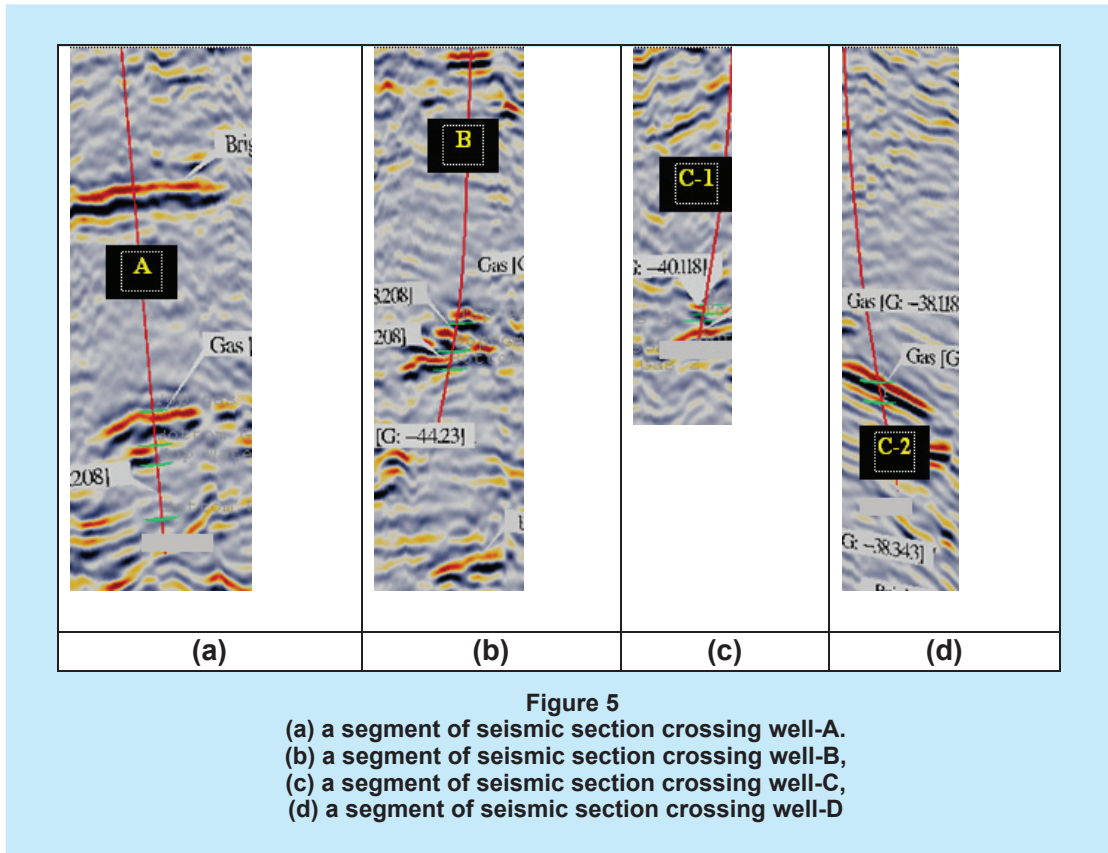 Brig
A
Gas [
.208]
B
Gas [G
8.208]
208]
[G: -44.23]
C-1
G: -40.118]
Gas [G: -38.118
Gas [G
C-2
G: -38.343]
(a) (b) (c) (d)
Figure 5
(a) a segment of seismic section crossing well-A.
(b) a segment of seismic section crossing well-B,
(c) a segment of seismic section crossing well-C,
(d) a segment of seismic section crossing well-D